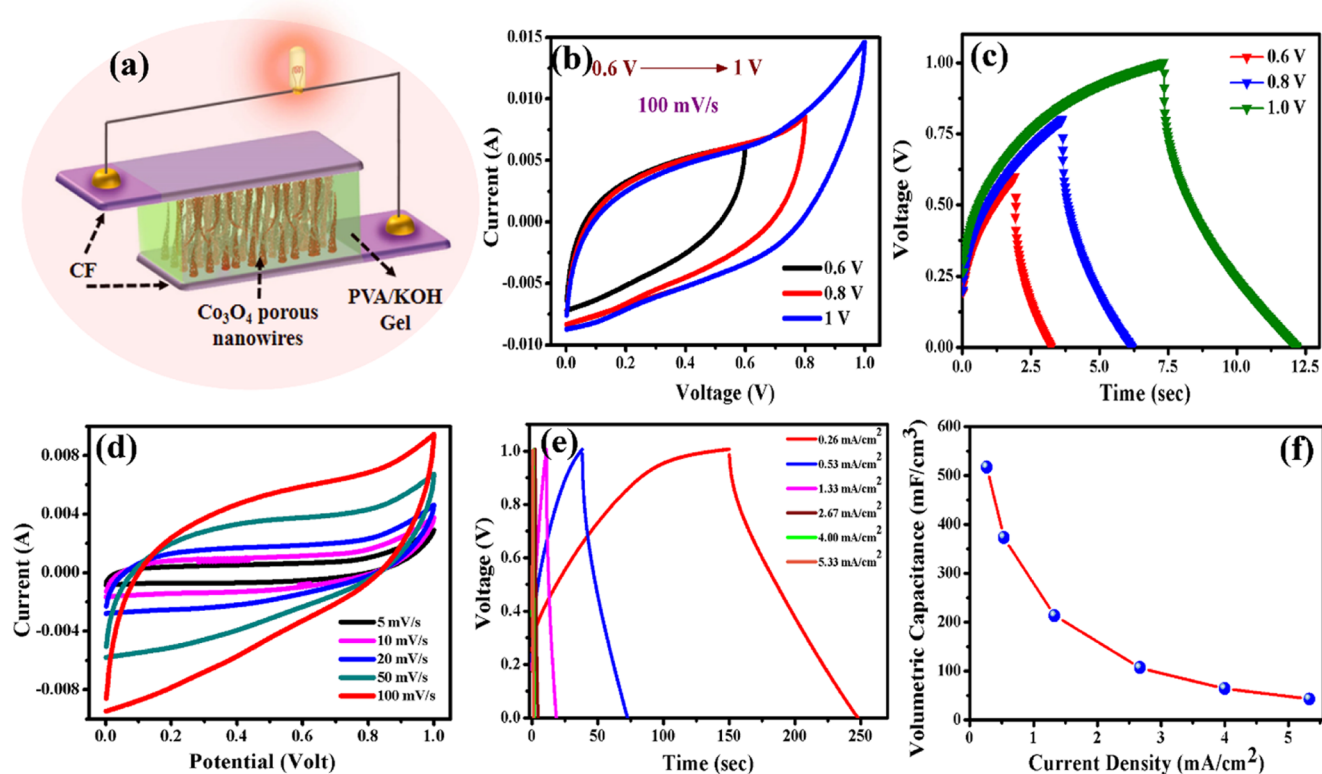 (a)
CF
Co₃O₄ porous
nanowires
PVA/KOH
Gel
(b)
0.6 V → 1 V
100 mV/s
0.015
0.010
0.005
0.000
-0.005
-0.010
Current (A)
0.6 V
0.8 V
1 V
0.0 0.2 0.4 0.6 0.8 1.0
Voltage (V)
(c)
0.6 V
0.8 V
1.0 V
1.00
0.75
0.50
0.25
0.00
Voltage (V)
0.0 2.5 5.0 7.5 10.0 12.5
Time (sec)
(d)
0.008
0.004
0.000
-0.004
-0.008
Current (A)
5 mV/s
10 mV/s
20 mV/s
50 mV/s
100 mV/s
0.0 0.2 0.4 0.6 0.8 1.0
Potential (Volt)
(e)
0.26 mA/cm²
0.53 mA/cm²
1.33 mA/cm²
2.67 mA/cm²
4.00 mA/cm²
5.33 mA/cm²
1.0
0.8
0.6
0.4
0.2
0.0
Voltage (V)
0 50 100 150 200 250
Time (sec)
(f)
600
500
400
300
200
100
0
Volumetric Capacitance (mF/cm³)
0 1 2 3 4 5
Current Density (mA/cm²)